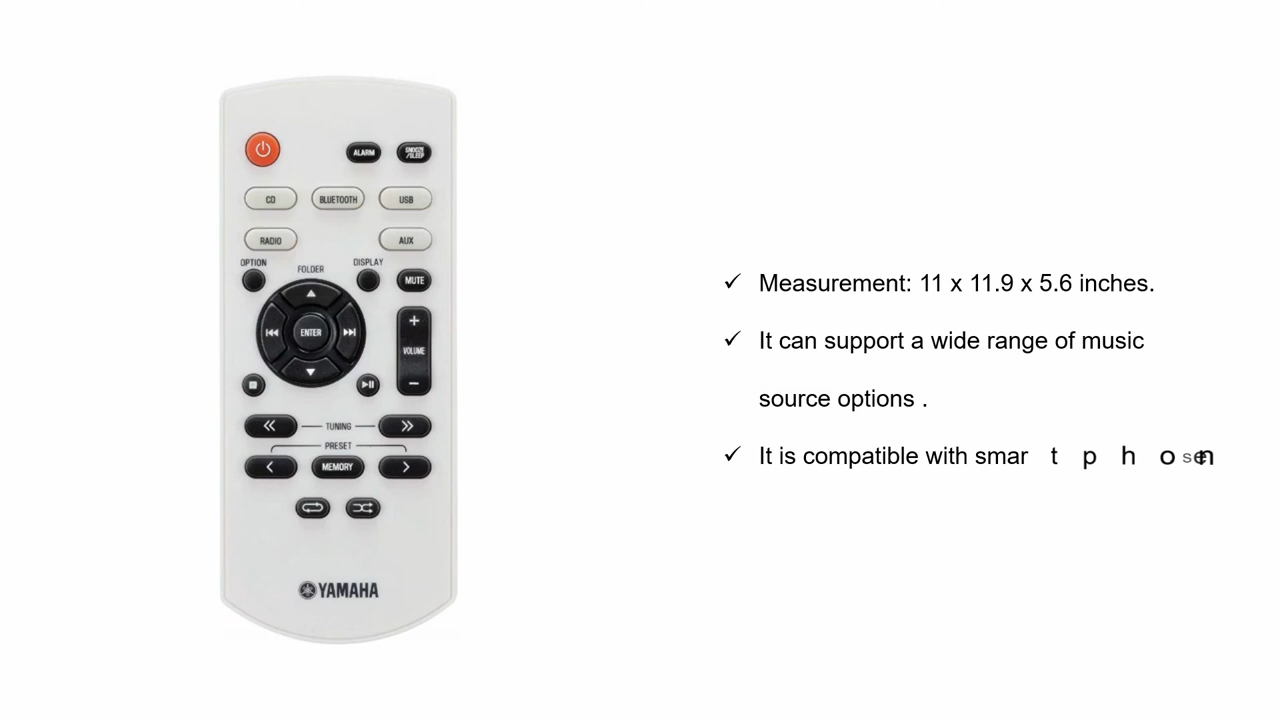 ALARM
SNOOZE
/SLEEP
CD
BLUETOOTH
USB
RADIO
AUX
OPTION
FOLDER
DISPLAY
MUTE
ENTER
+
VOLUME
−
TUNING
PRESET
MEMORY
YAMAHA
✓ Measurement: 11 x 11.9 x 5.6 inches.
✓ It can support a wide range of music
source options .
✓ It is compatible with smar t p h o